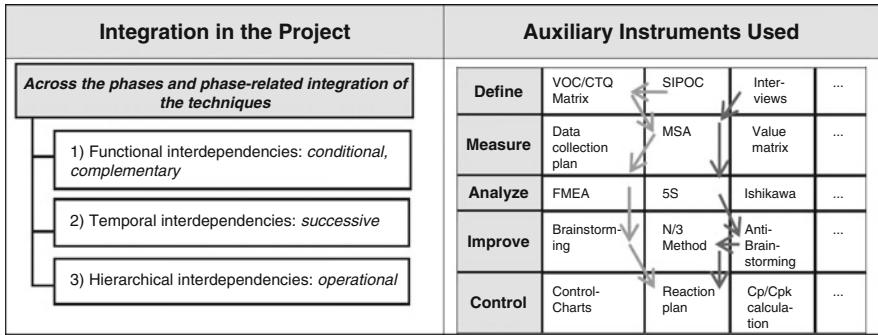 Integration in the Project
Across the phases and phase-related integration of
the techniques
1) Functional interdependencies: conditional,
complementary
2) Temporal interdependencies: successive
3) Hierarchical interdependencies: operational
Auxiliary Instruments Used
Define
VOC/CTQ
Matrix
SIPOC
Inter-
views
...
Measure
Data
collection
plan
MSA
Value
matrix
...
Analyze
FMEA
5S
Ishikawa
...
Improve
Brainstorm-
ing
N/3
Method
Anti-
Brain-
storming
...
Control
Control-
Charts
Reaction
plan
Cp/Cpk
calcula-
tion
...